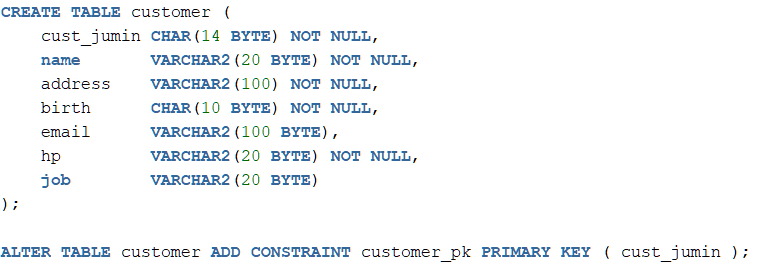 CREATE TABLE customer (
    cust_jumin CHAR(14 BYTE) NOT NULL,
    name       VARCHAR2(20 BYTE) NOT NULL,
    address    VARCHAR2(100) NOT NULL,
    birth      CHAR(10 BYTE) NOT NULL,
    email      VARCHAR2(100 BYTE),
    hp         VARCHAR2(20 BYTE) NOT NULL,
    job        VARCHAR2(20 BYTE)
);
ALTER TABLE customer ADD CONSTRAINT customer_pk PRIMARY KEY ( cust_jumin );